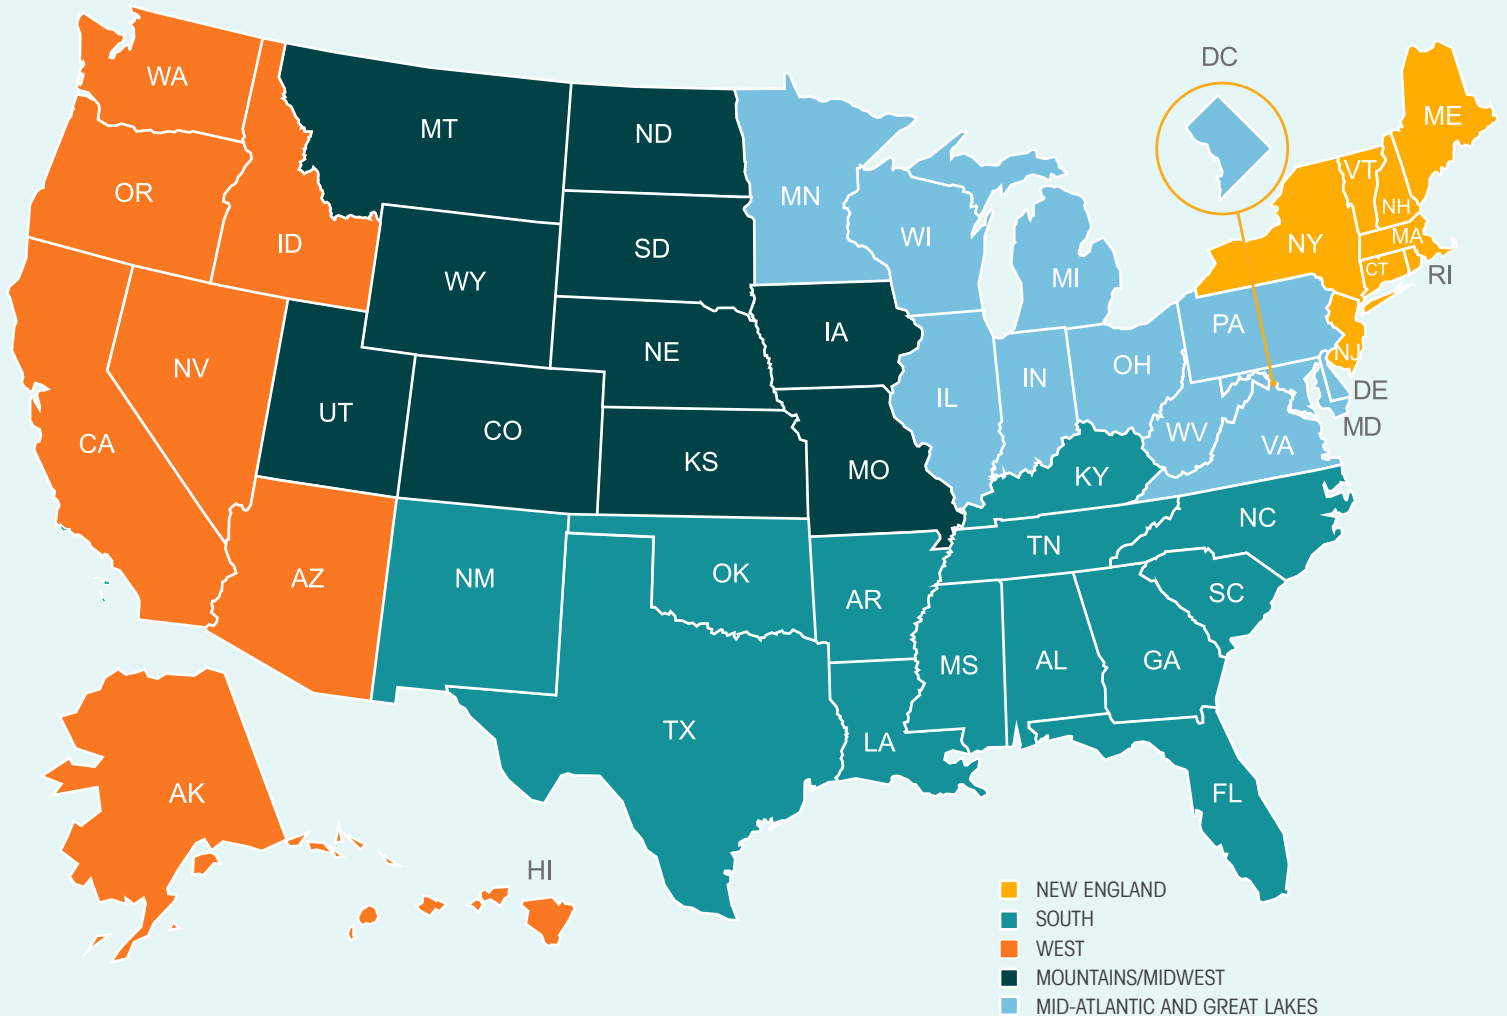 DC
WA
ME
MT
ND
VT
OR
MN
NH
WI
MA
ID
SD
NY
CT
RI
WY
MI
PA
IA
NE
NJ
NV
OH
IN
DE
UT
IL
MD
CO
WV
CA
VA
KS
MO
KY
NC
TN
AZ
NM
OK
AR
SC
MS
AL
GA
TX
LA
AK
FL
HI
NEW ENGLAND
SOUTH
WEST
MOUNTAINS/MIDWEST
MID-ATLANTIC AND GREAT LAKES